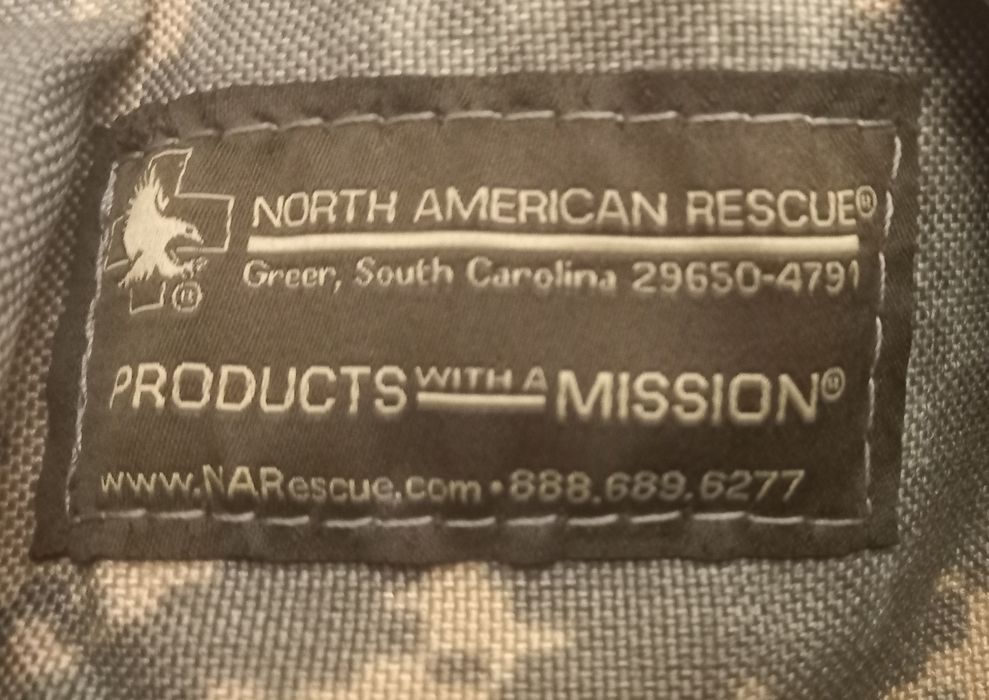 NORTH AMERICAN RESCUE®
Greer, South Carolina 29650-4791
®
PRODUCTS WITH A MISSION®
www.NARescue.com • 888.689.6277